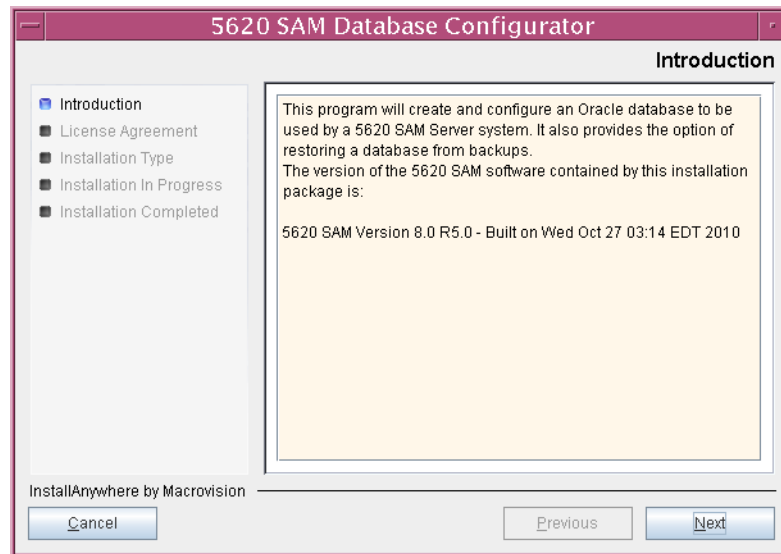 5620 SAM Database Configurator
Introduction
Introduction
License Agreement
Installation Type
Installation In Progress
Installation Completed
This program will create and configure an Oracle database to be
used by a 5620 SAM Server system. It also provides the option of
restoring a database from backups.
The version of the 5620 SAM software contained by this installation
package is:
5620 SAM Version 8.0 R5.0 - Built on Wed Oct 27 03:14 EDT 2010
InstallAnywhere by Macrovision
Cancel
Previous
Next